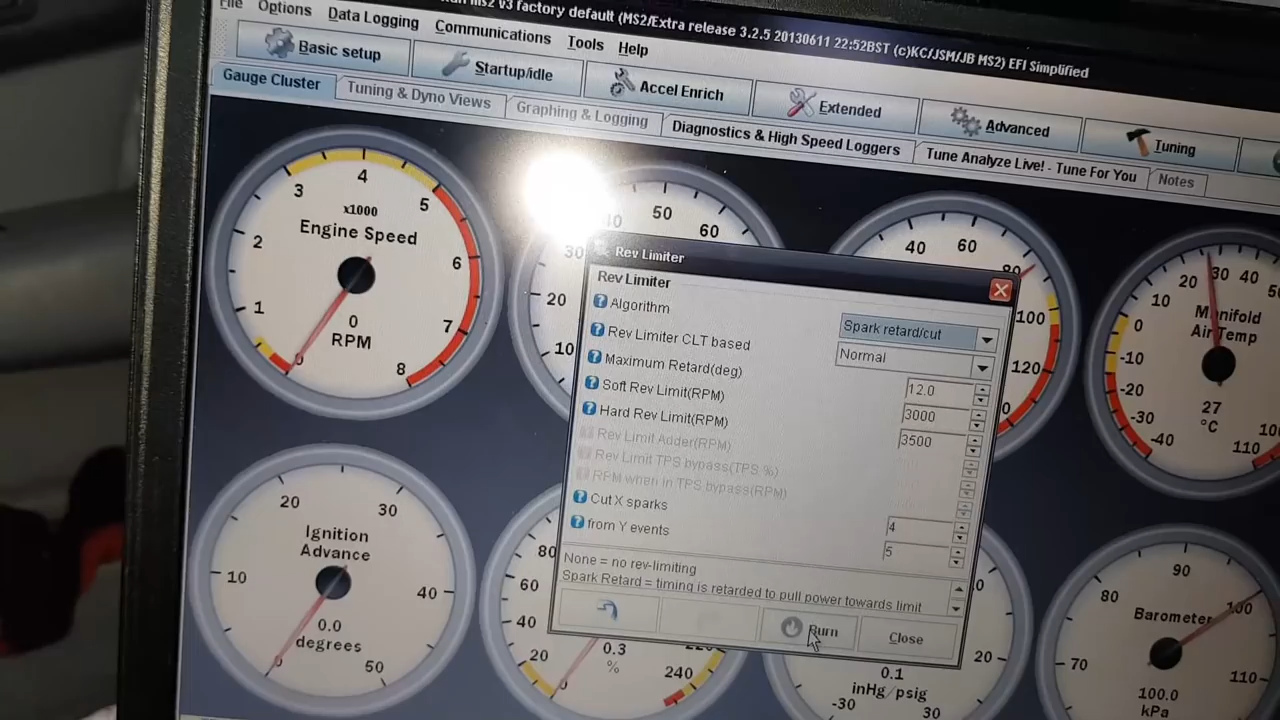 File Options Data Logging Communications Tools Help
ms2 v3 factory default (MS2/Extra release 3.2.5 20130611 22:52BST (c)KC/JSM/JB MS2) EFI Simplified
Basic setup Startup/idle Accel Enrich Extended Advanced Tuning
Gauge Cluster Tuning & Dyno Views Graphing & Logging Diagnostics & High Speed Loggers Tune Analyze Live! - Tune For You Notes
1 2 3 4 5 6 7 8
x1000
Engine Speed
0
RPM
10 20 30 50 60
40 60 80 100 120
-40 -30 -20 -10 0 10 20 30 40 110
Manifold
Air Temp
27
°C
Rev Limiter
Rev Limiter
Algorithm Spark retard/cut
Rev Limiter CLT based Normal
Maximum Retard(deg) 12.0
Soft Rev Limit(RPM) 3000
Hard Rev Limit(RPM) 3500
Rev Limit Adder(RPM)
Rev Limit TPS bypass(TPS %)
RPM when in TPS bypass(RPM)
Cut X sparks 4
from Y events 5
None = no rev-limiting
Spark Retard = timing is retarded to pull power towards limit
Burn Close
0 10 20 30 40 50
Ignition
Advance
0.0
degrees
20 40 60 80 240
0.3
%
0.1
inHg/psig
-30 20 30
70 80 90 100 110
Barometer
100.0
kPa